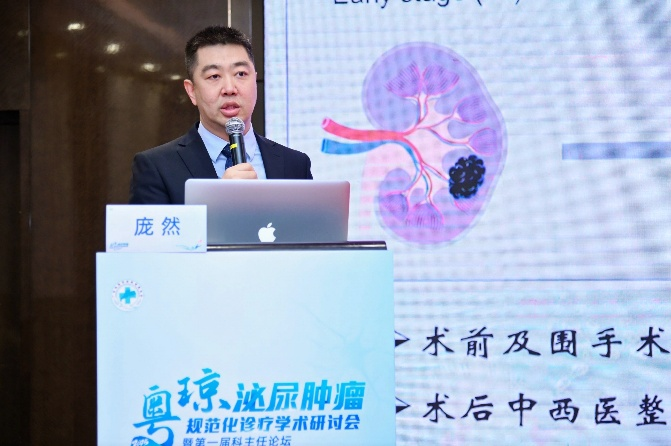 Early stage (
庞然
粤琼泌尿肿瘤
规范化诊疗学术研讨会
暨第一届科主任论坛
➢术前及围手术
➢术后中西医整